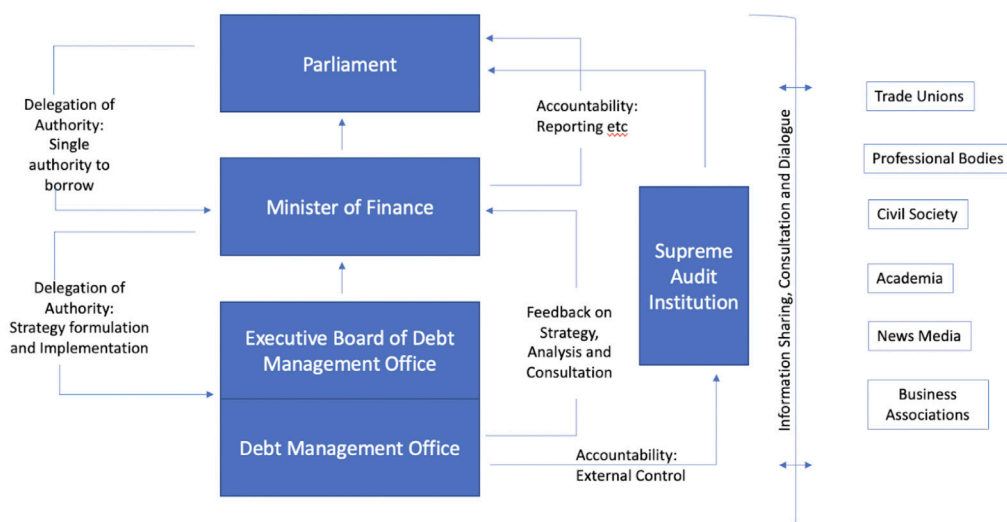 Parliament
Delegation of
Authority:
Single
authority to
borrow
Accountability:
Reporting etc
Minister of Finance
Delegation of
Authority:
Strategy formulation
and Implementation
Executive Board of Debt
Management Office
Debt Management Office
Feedback on
Strategy,
Analysis and
Consultation
Accountability:
External Control
Supreme
Audit
Institution
Information Sharing, Consultation and Dialogue
Trade Unions
Professional Bodies
Civil Society
Academia
News Media
Business
Associations